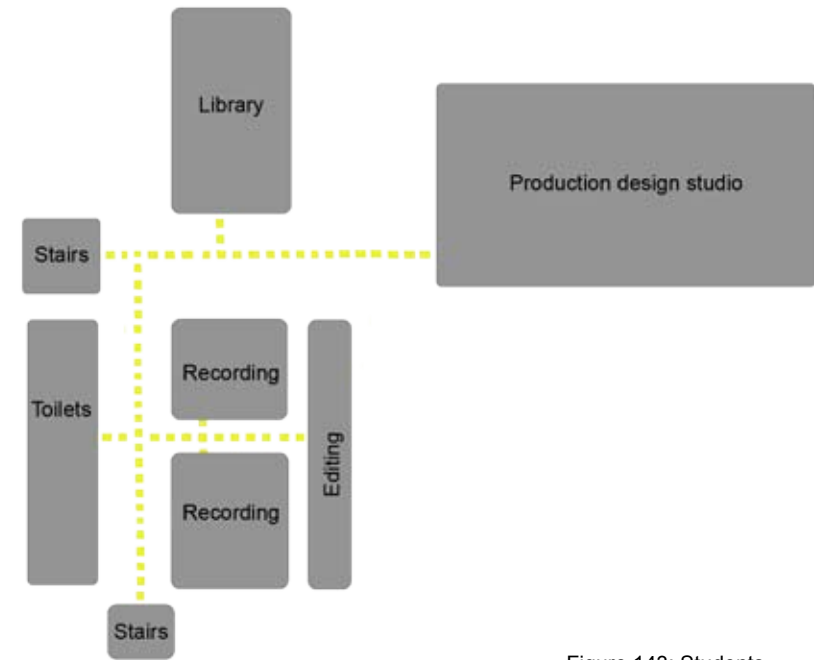 Library
Production design studio
Stairs
Recording
Toilets
Editing
Recording
Stairs